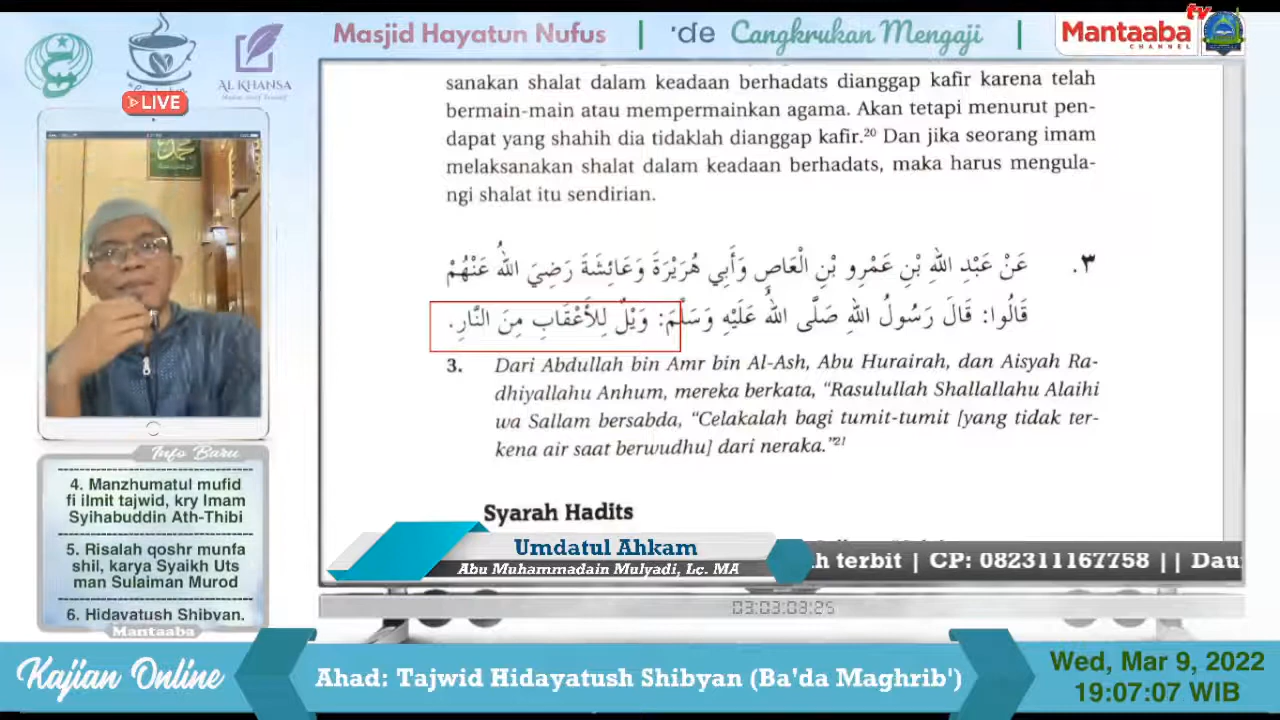 Masjid Hayatun Nufus | 'de Cangkrukan Mengaji |
Mantaaba tv
CHANNEL
LIVE
AL KHANSA
sanakan shalat dalam keadaan berhadats dianggap kafir karena telah
bermain-main atau mempermainkan agama. Akan tetapi menurut pen-
dapat yang shahih dia tidaklah dianggap kafir.20 Dan jika seorang imam
melaksanakan shalat dalam keadaan berhadats, maka harus mengula-
ngi shalat itu sendirian.
٣. عَنْ عَبْدِ اللهِ بْنِ عَمْرِو بْنِ الْعَاصِ وَأَبِي هُرَيْرَةَ وَعَائِشَةَ رَضِيَ اللهُ عَنْهُمْ
قَالُوا: قَالَ رَسُولُ اللهِ صَلَّى اللهُ عَلَيْهِ وَسَلَّمَ: وَيْلٌ لِلأَعْقَابِ مِنَ النَّارِ.
3. Dari Abdullah bin Amr bin Al-Ash, Abu Hurairah, dan Aisyah Ra-
dhiyallahu Anhum, mereka berkata, “Rasulullah Shallallahu Alaihi
wa Sallam bersabda, “Celakalah bagi tumit-tumit [yang tidak ter-
kena air saat berwudhu] dari neraka.”21
Syarah Hadits
Info Baru
4. Manzhumatul mufid
fi ilmit tajwid, kry Imam
Syihabuddin Ath-Thibi
5. Risalah qoshr munfa
shil, karya Syaikh Uts
man Sulaiman Murod
6. Hidayatush Shibyan.
Mantaaba
Umdatul Ahkam
Abu Muhammadain Mulyadi, Lc. MA
h terbit | CP: 082311167758 || Dau
03:03:08:25
Kajian Online
Ahad: Tajwid Hidayatush Shibyan (Ba'da Maghrib')
Wed, Mar 9, 2022
19:07:07 WIB